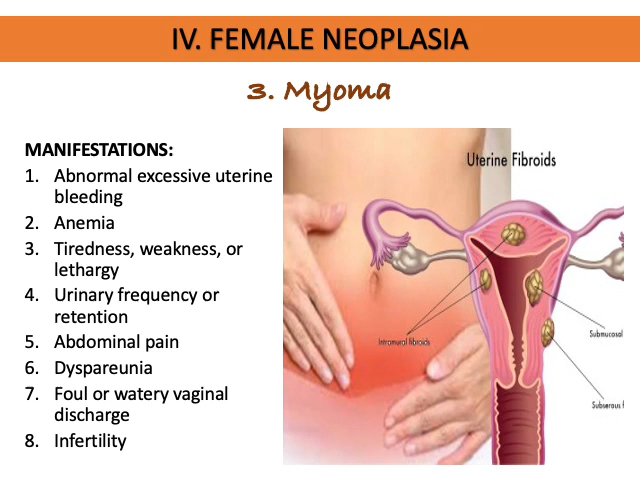 IV. FEMALE NEOPLASIA
3. Myoma
MANIFESTATIONS:
1. Abnormal excessive uterine
bleeding
2. Anemia
3. Tiredness, weakness, or
lethargy
4. Urinary frequency or
retention
5. Abdominal pain
6. Dyspareunia
7. Foul or watery vaginal
discharge
8. Infertility
Uterine Fibroids
Intramural fibroids
Submucosal
Subserous f